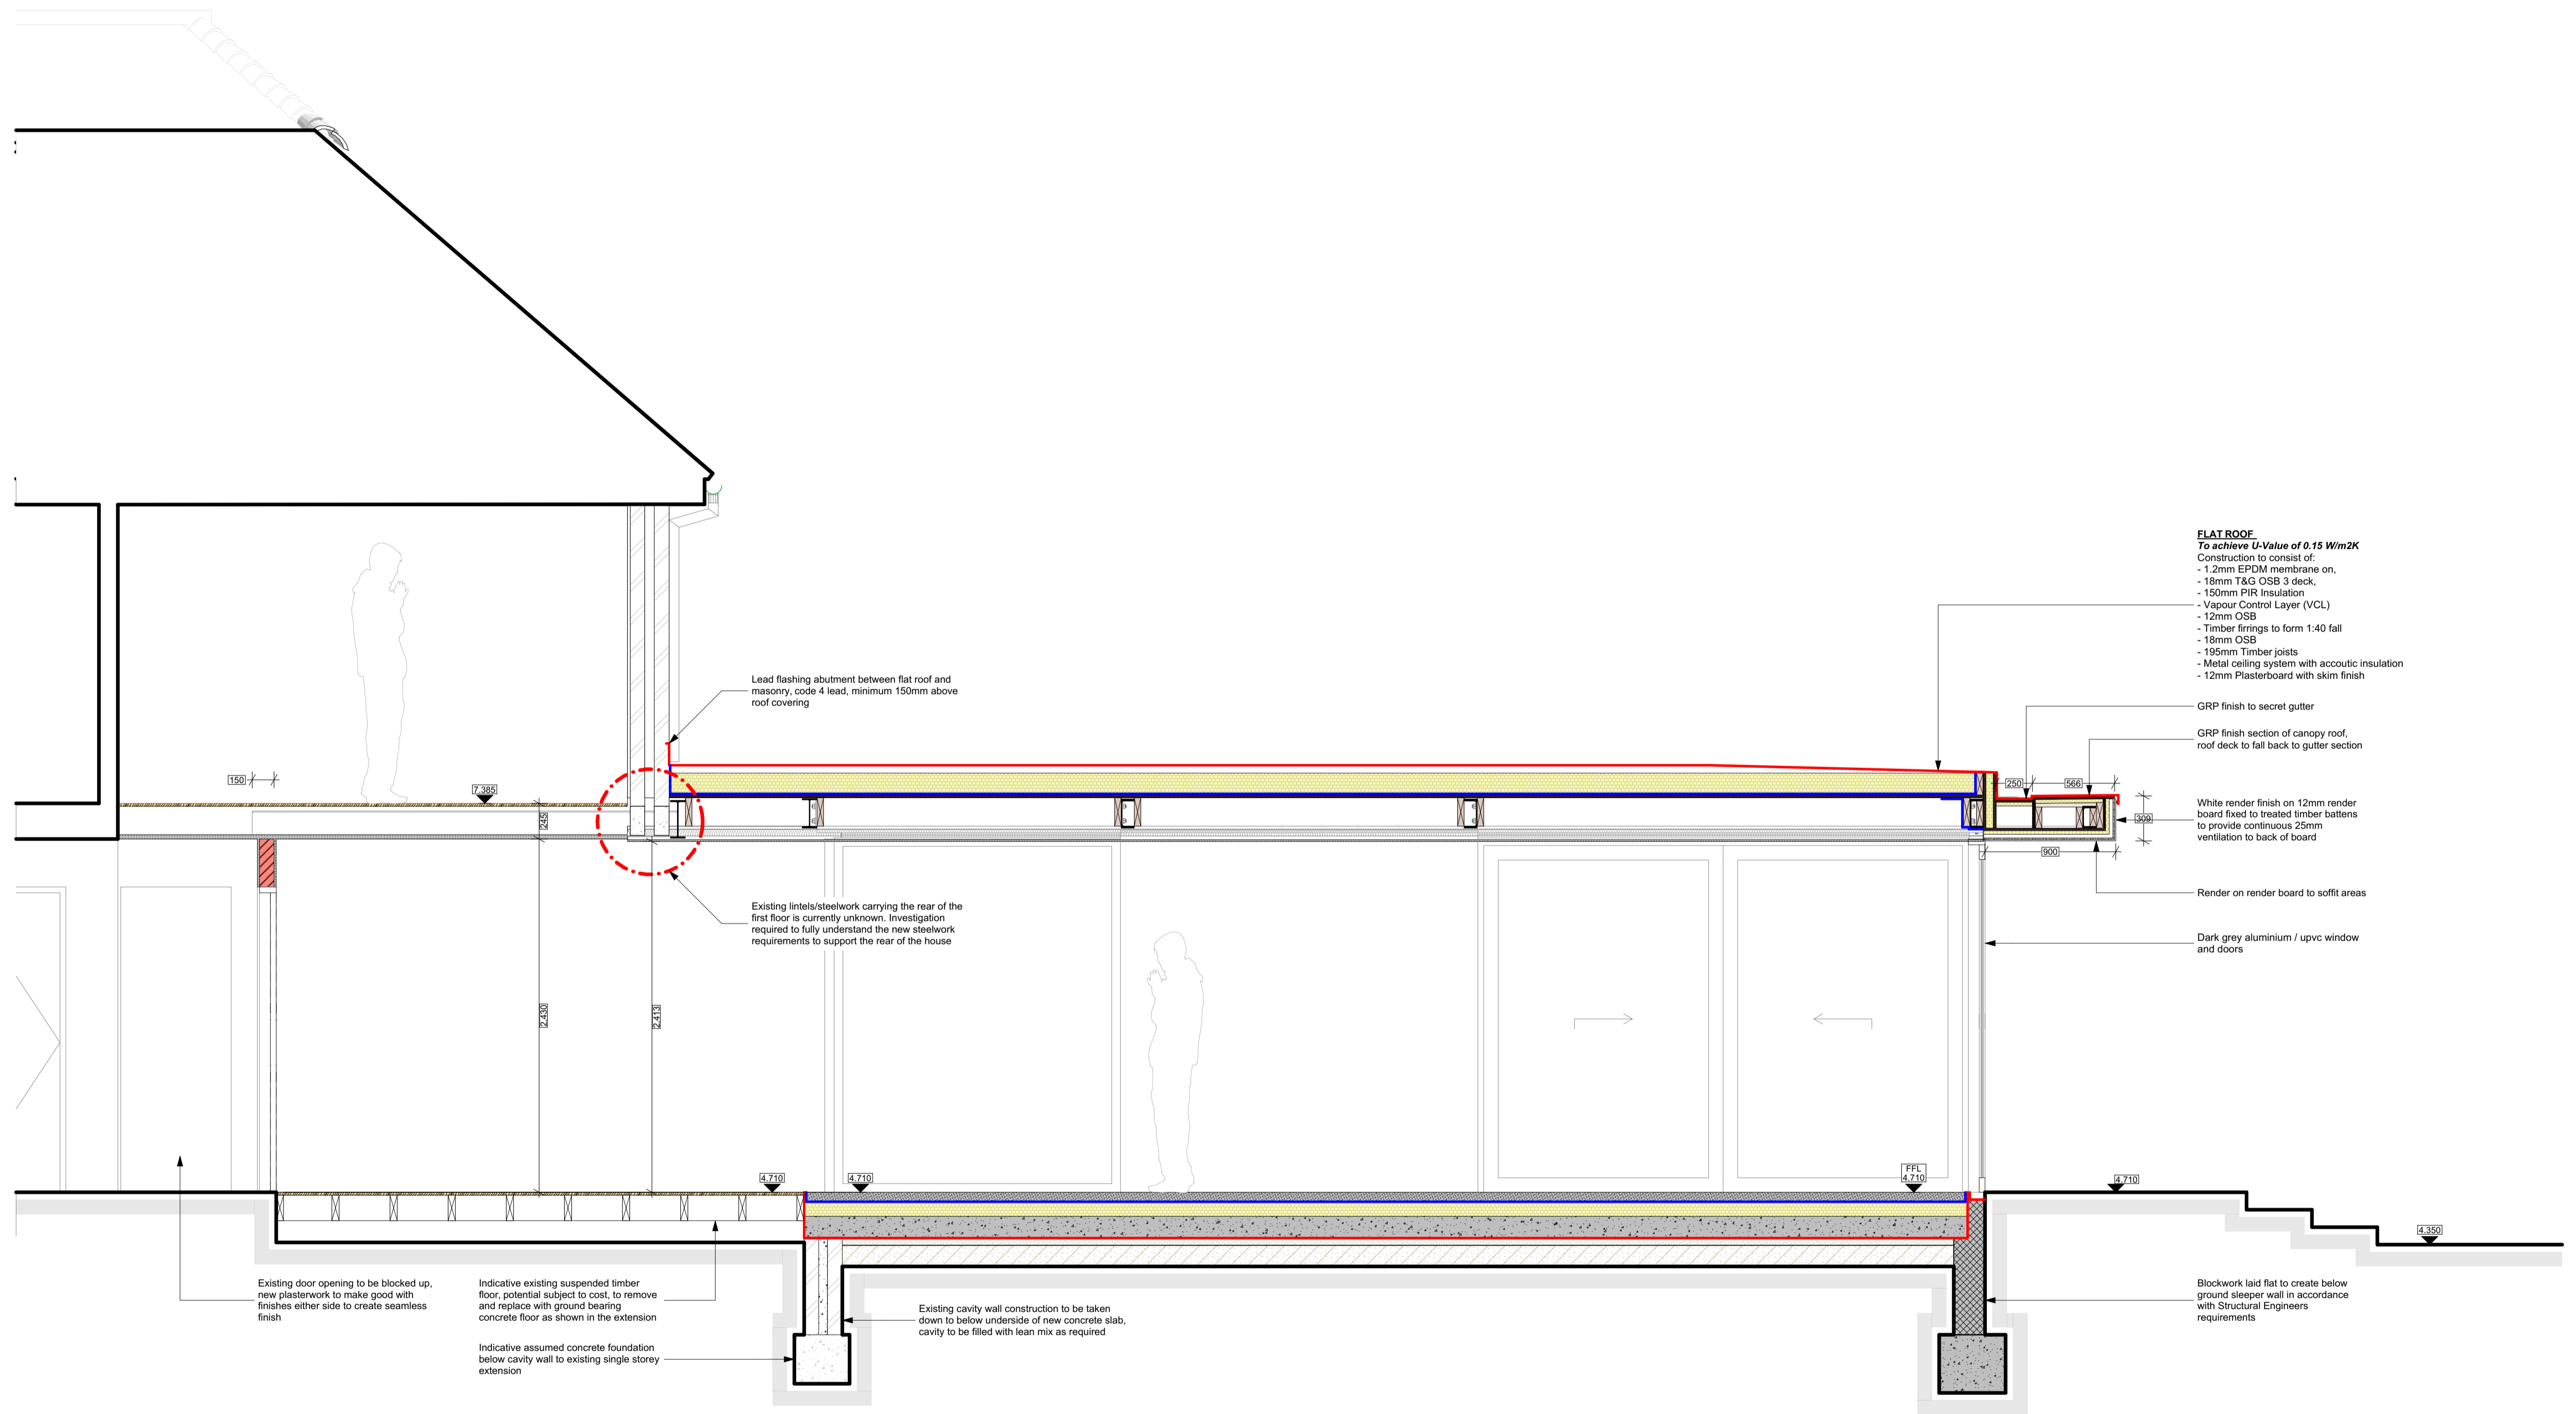 FLAT ROOF
To achieve U-Value of 0.15 W/m2K
Construction to consist of:
- 1.2mm EPDM membrane on,
- 18mm T&G OSB 3 deck,
- 150mm PIR Insulation
- Vapour Control Layer (VCL)
- 12mm OSB
- Timber firrings to form 1:40 fall
- 18mm OSB
- 195mm Timber joists
- Metal ceiling system with accoutic insulation
- 12mm Plasterboard with skim finish
Lead flashing abutment between flat roof and
masonry, code 4 lead, minimum 150mm above
roof covering
GRP finish to secret gutter
GRP finish section of canopy roof,
roof deck to fall back to gutter section
150
7.385
250
566
245
309
White render finish on 12mm render
board fixed to treated timber battens
to provide continuous 25mm
ventilation to back of board
900
Render on render board to soffit areas
Existing lintels/steelwork carrying the rear of the
first floor is currently unknown. Investigation
required to fully understand the new steelwork
requirements to support the rear of the house
Dark grey aluminium / upvc window
and doors
2,430
2,413
4.710
4.710
FFL
4.710
4.710
4.350
Existing door opening to be blocked up,
new plasterwork to make good with
finishes either side to create seamless
finish
Indicative existing suspended timber
floor, potential subject to cost, to remove
and replace with ground bearing
concrete floor as shown in the extension
Existing cavity wall construction to be taken
down to below underside of new concrete slab,
cavity to be filled with lean mix as required
Blockwork laid flat to create below
ground sleeper wall in accordance
with Structural Engineers
requirements
Indicative assumed concrete foundation
below cavity wall to existing single storey
extension